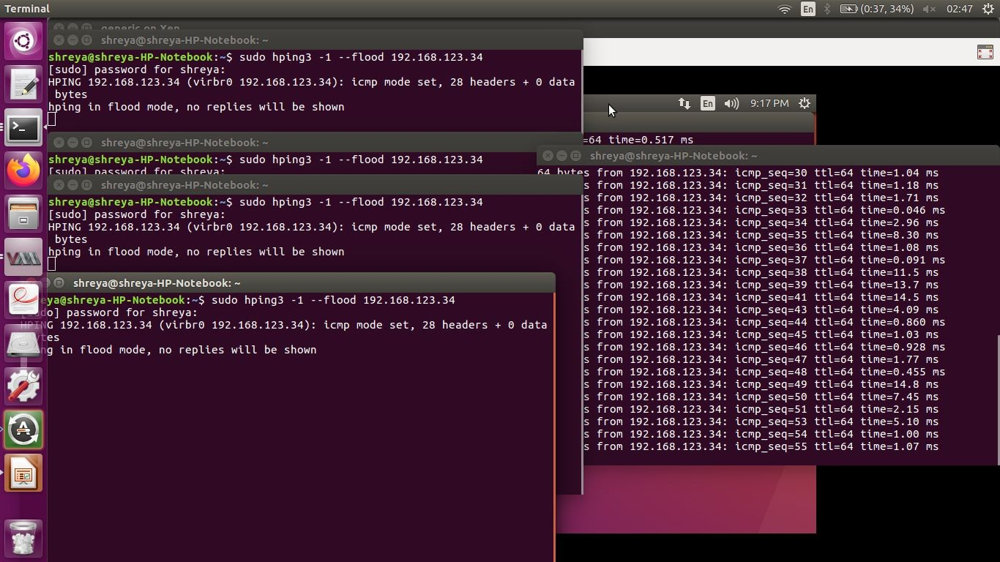 Terminal
En
(0:37, 34%)
02:47
generic on Xen
shreya@shreya-HP-Notebook: ~
shreya@shreya-HP-Notebook:~$ sudo hping3 -1 --flood 192.168.123.34
[sudo] password for shreya:
HPING 192.168.123.34 (virbr0 192.168.123.34): icmp mode set, 28 headers + 0 data
bytes
hping in flood mode, no replies will be shown
shreya@shreya-HP-Notebook: ~
shreya@shreya-HP-Notebook:~$ sudo hping3 -1 --flood 192.168.123.34
[sudo] password for shreya:
shreya@shreya-HP-Notebook: ~
shreya@shreya-HP-Notebook:~$ sudo hping3 -1 --flood 192.168.123.34
[sudo] password for shreya:
HPING 192.168.123.34 (virbr0 192.168.123.34): icmp mode set, 28 headers + 0 data
bytes
hping in flood mode, no replies will be shown
shreya@shreya-HP-Notebook: ~
eya@shreya-HP-Notebook:~$ sudo hping3 -1 --flood 192.168.123.34
[sudo] password for shreya:
HPING 192.168.123.34 (virbr0 192.168.123.34): icmp mode set, 28 headers + 0 data
bytes
ng in flood mode, no replies will be shown
En
9:17 PM
=64 time=0.517 ms
shreya@shreya-HP-Notebook: ~
64 bytes from 192.168.123.34: icmp_seq=30 ttl=64 time=1.04 ms
s from 192.168.123.34: icmp_seq=31 ttl=64 time=1.18 ms
s from 192.168.123.34: icmp_seq=32 ttl=64 time=1.71 ms
s from 192.168.123.34: icmp_seq=33 ttl=64 time=0.046 ms
s from 192.168.123.34: icmp_seq=34 ttl=64 time=2.96 ms
s from 192.168.123.34: icmp_seq=35 ttl=64 time=8.30 ms
s from 192.168.123.34: icmp_seq=36 ttl=64 time=1.08 ms
s from 192.168.123.34: icmp_seq=37 ttl=64 time=0.091 ms
s from 192.168.123.34: icmp_seq=38 ttl=64 time=11.5 ms
s from 192.168.123.34: icmp_seq=39 ttl=64 time=13.7 ms
s from 192.168.123.34: icmp_seq=41 ttl=64 time=14.5 ms
s from 192.168.123.34: icmp_seq=43 ttl=64 time=4.09 ms
s from 192.168.123.34: icmp_seq=44 ttl=64 time=0.860 ms
s from 192.168.123.34: icmp_seq=45 ttl=64 time=1.03 ms
s from 192.168.123.34: icmp_seq=46 ttl=64 time=0.928 ms
s from 192.168.123.34: icmp_seq=47 ttl=64 time=1.77 ms
s from 192.168.123.34: icmp_seq=48 ttl=64 time=0.455 ms
s from 192.168.123.34: icmp_seq=49 ttl=64 time=14.8 ms
s from 192.168.123.34: icmp_seq=50 ttl=64 time=7.45 ms
s from 192.168.123.34: icmp_seq=51 ttl=64 time=2.15 ms
s from 192.168.123.34: icmp_seq=53 ttl=64 time=5.10 ms
s from 192.168.123.34: icmp_seq=54 ttl=64 time=1.00 ms
s from 192.168.123.34: icmp_seq=55 ttl=64 time=1.07 ms